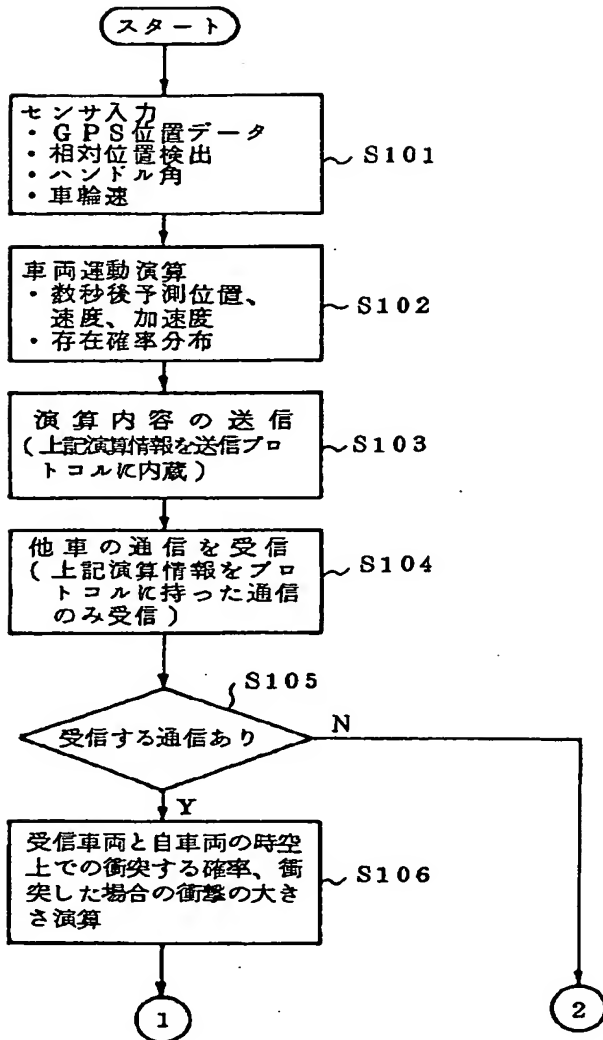 スタート
センサ入力
・GPS位置データ
・相対位置検出
・ハンドル角
・車輪速
S101
車両運動演算
・数秒後予測位置、
速度、加速度
・存在確率分布
S102
演算内容の送信
(上記演算情報を送信プロ
トコルに内蔵)
S103
他車の通信を受信
(上記演算情報をプロ
トコルに持った通信
のみ受信)
S104
S105
受信する通信あり
N
Y
受信車両と自車両の時空
上での衝突する確率、衝
突した場合の衝撃の大き
さ演算
S106
1
2